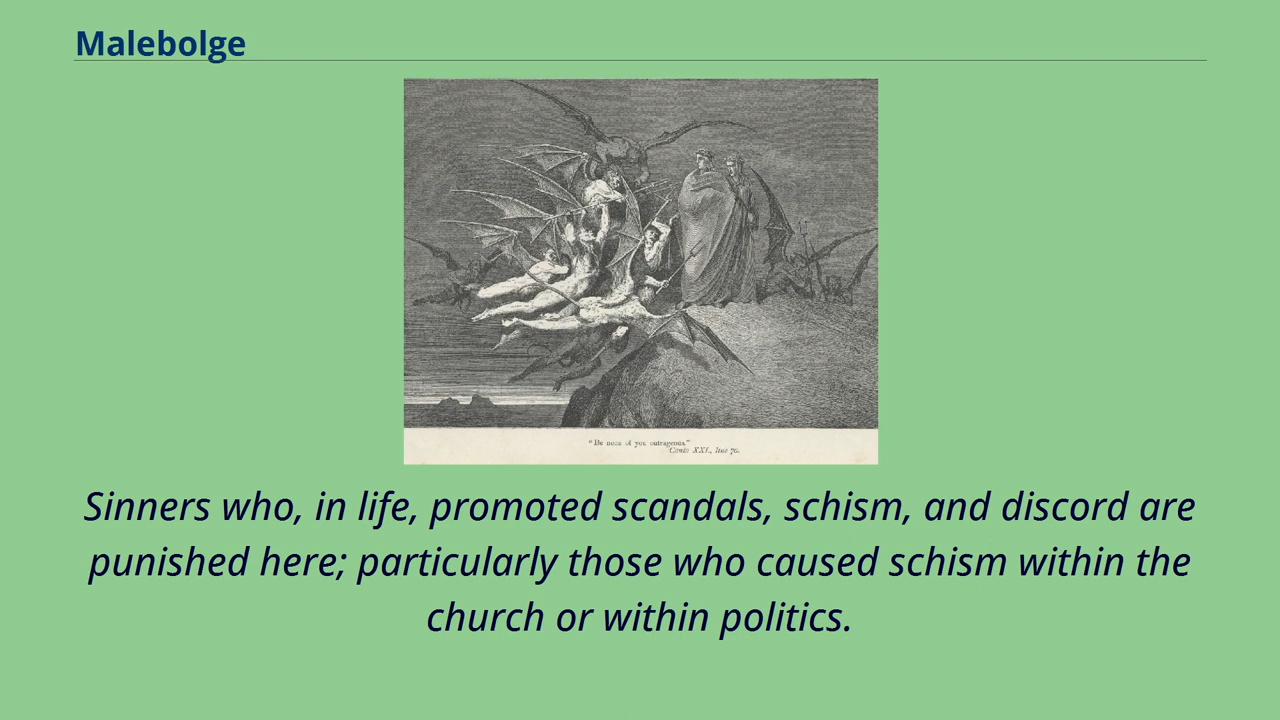 Malebolge
"Be none of you outrageous."
Canto XXI., line 70.
Sinners who, in life, promoted scandals, schism, and discord are
punished here; particularly those who caused schism within the
church or within politics.